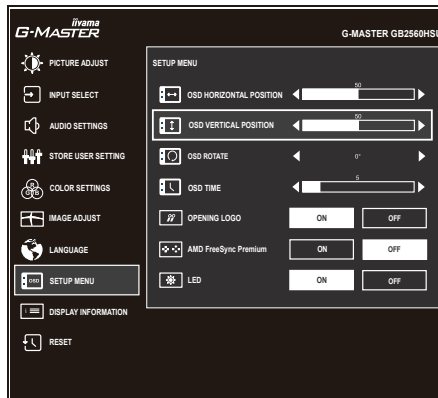 iiyama
G-MASTER
G-MASTER GB2560HSU
PICTURE ADJUST
INPUT SELECT
AUDIO SETTINGS
STORE USER SETTING
R
G B
COLOR SETTINGS
IMAGE ADJUST
LANGUAGE
OSD
SETUP MENU
i
DISPLAY INFORMATION
RESET
SETUP MENU
OSD HORIZONTAL POSITION
50
OSD VERTICAL POSITION
50
OSD ROTATE
0°
OSD TIME
5
OPENING LOGO ON OFF
AMD FreeSync Premium ON OFF
LED ON OFF